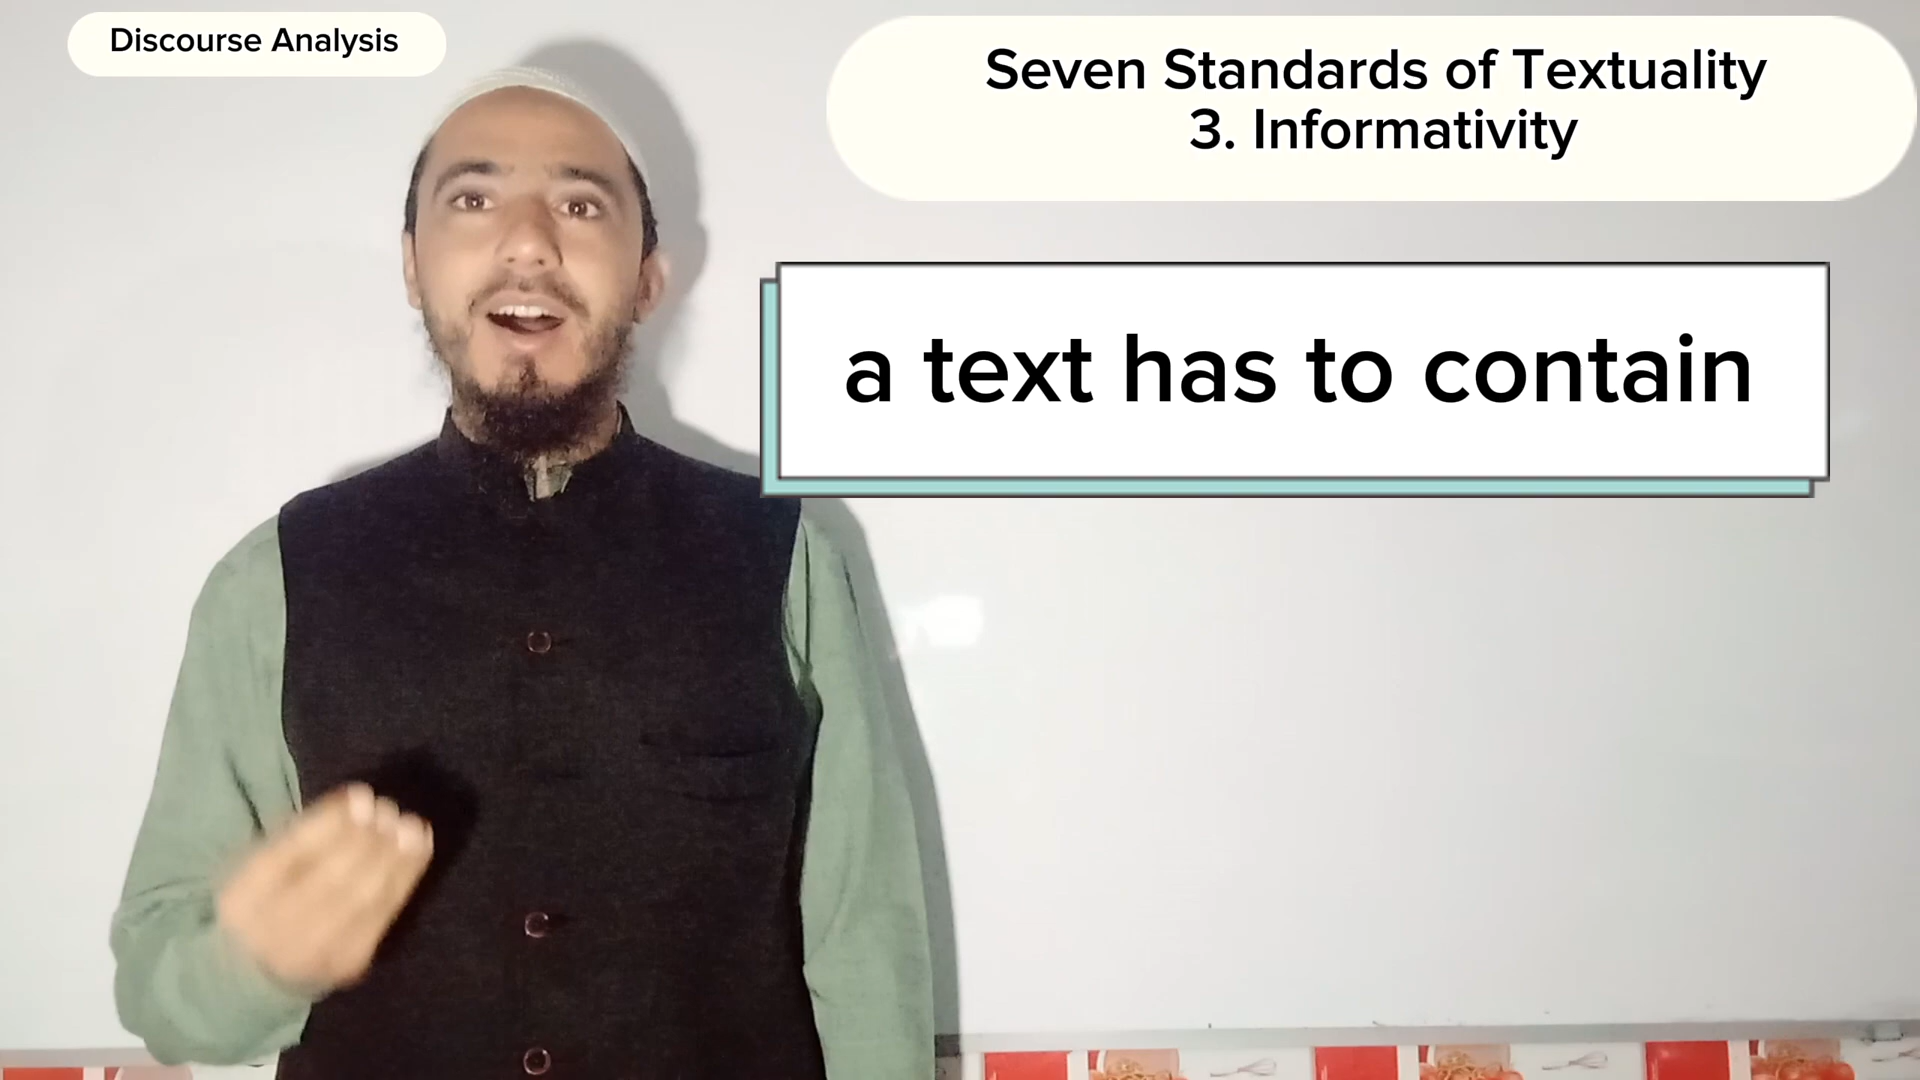 Discourse Analysis
Seven Standards of Textuality
3. Informativity
a text has to contain